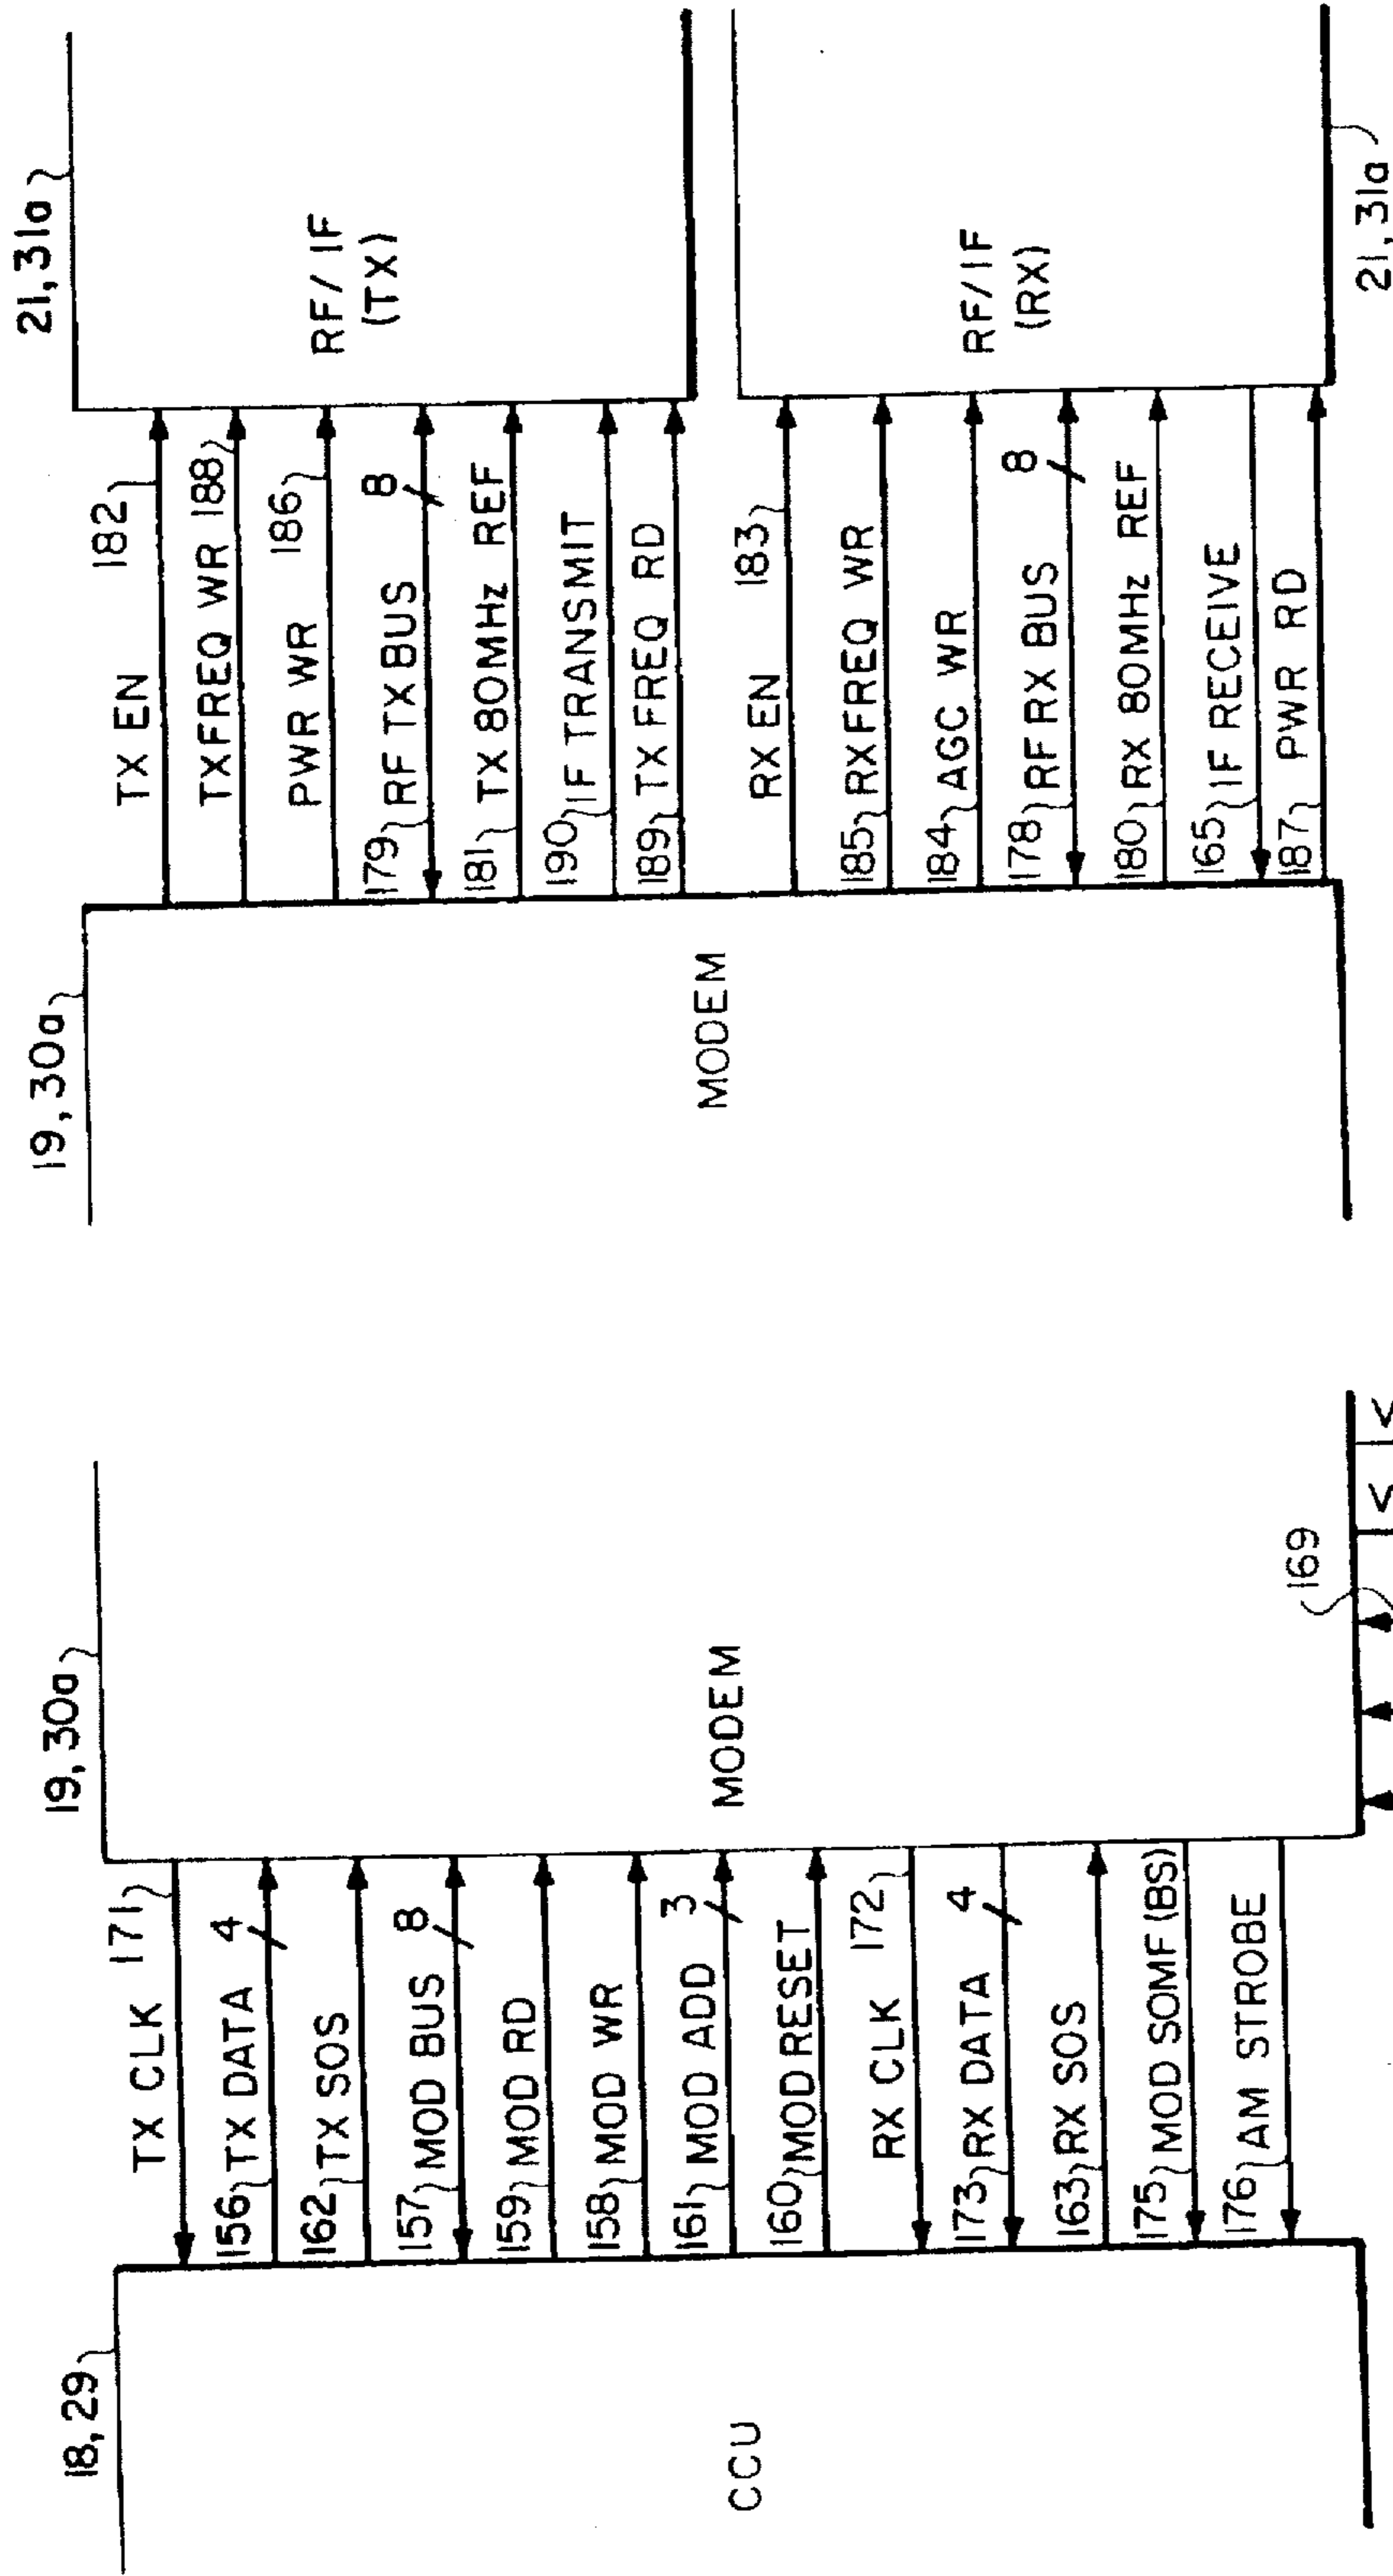 18, 29
CCU
TX CLK 171
156 TX DATA 4
162 TX SOS
157 MOD BUS 8
159 MOD RD
158 MOD WR
161 MOD ADD 3
160 MOD RESET
RX CLK 172
173 RX DATA 4
163 RX SOS
175 MOD SOMF (BS)
176 AM STROBE
19, 30a
MODEM
169
19, 30a
MODEM
TX EN 182
TXFREQ WR 188
PWR WR 186
179 RF TX BUS 8
181 TX 80MHz REF
190 IF TRANSMIT
189 TX FREQ RD
RX EN 183
185 RXFREQ WR
184 AGC WR
178 RF RX BUS 8
180 RX 80MHz REF
165 IF RECEIVE
187 PWR RD
21, 31a
RF/IF
(TX)
RF/IF
(RX)
21, 31a